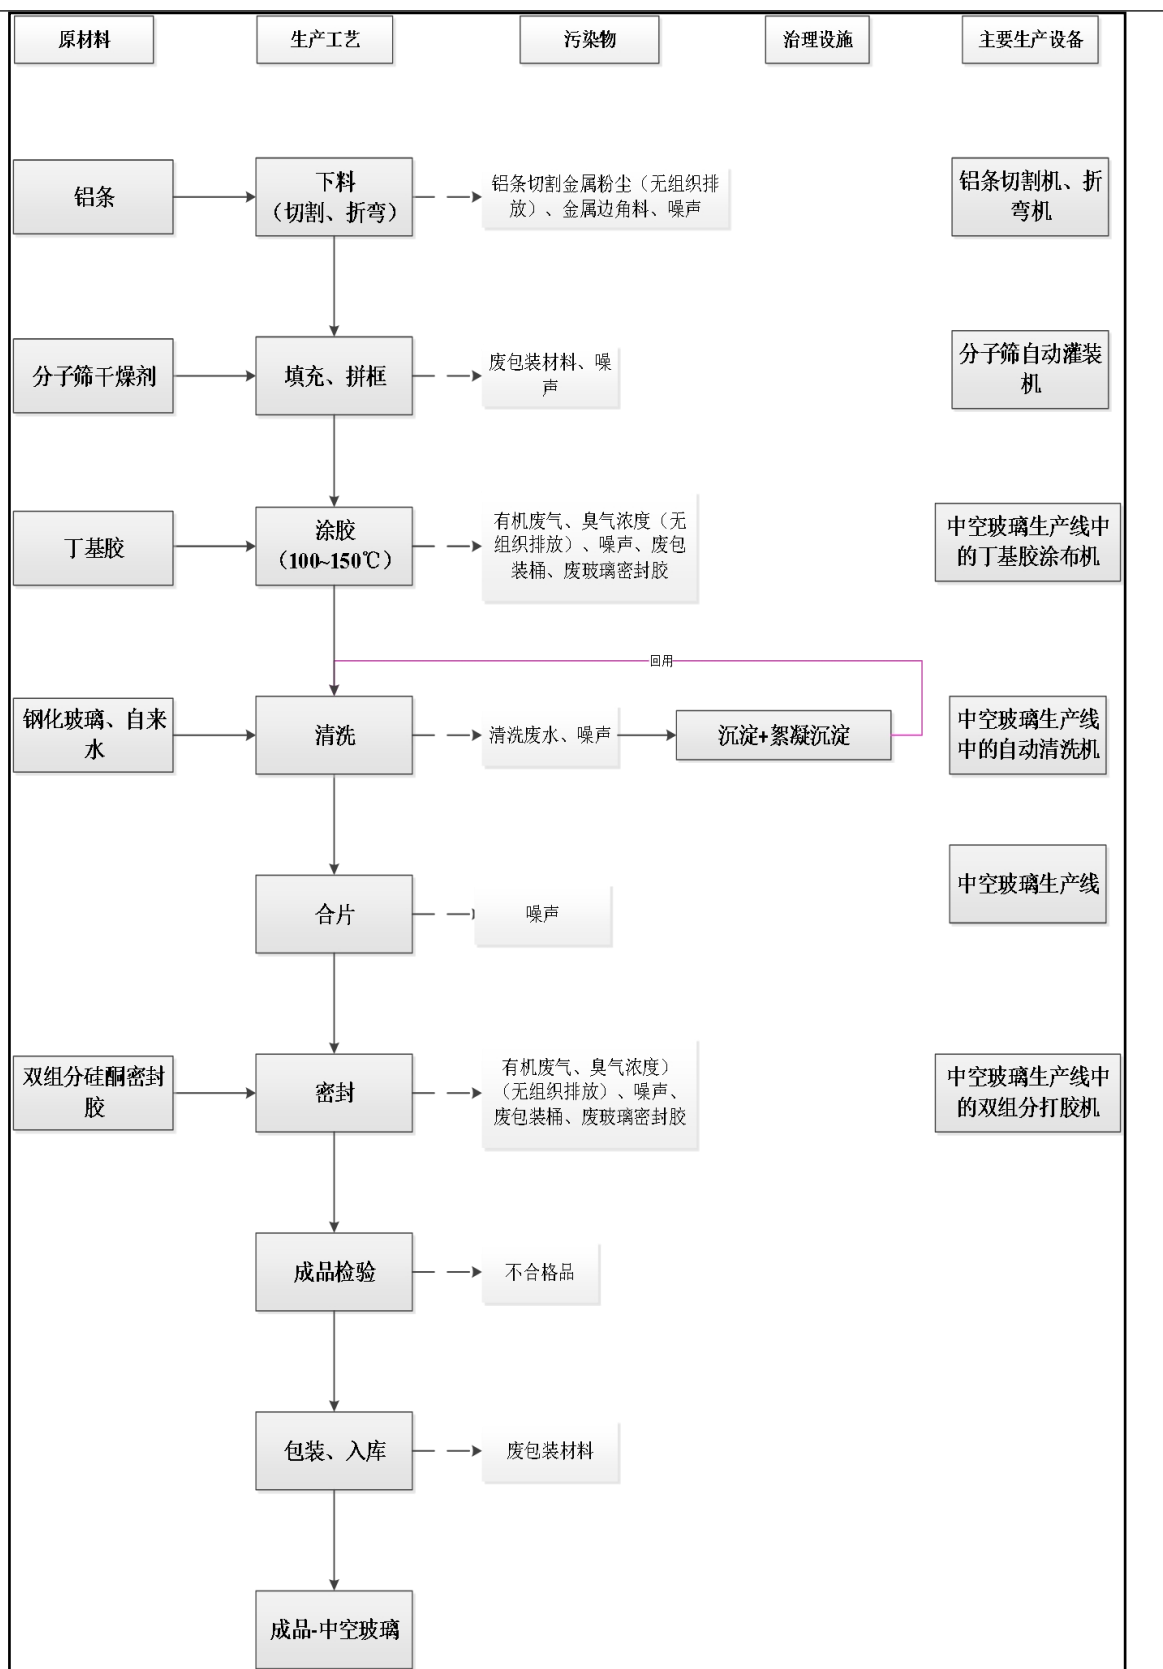 原材料
生产工艺
污染物
治理设施
主要生产设备
铝条
下料
（切割、折弯）
铝条切割金属粉尘（无组织排
放）、金属边角料、噪声
铝条切割机、折
弯机
分子筛干燥剂
填充、拼框
废包装材料、噪
声
分子筛自动灌装
机
丁基胶
涂胶
（100~150℃）
有机废气、臭气浓度（无
组织排放）、噪声、废包
装桶、废玻璃密封胶
中空玻璃生产线中
的丁基胶涂布机
回用
钢化玻璃、自来
水
清洗
清洗废水、噪声
沉淀+絮凝沉淀
中空玻璃生产线
中的自动清洗机
合片
噪声
中空玻璃生产线
双组分硅酮密封
胶
密封
有机废气、臭气浓度）
（无组织排放）、噪声、
废包装桶、废玻璃密封胶
中空玻璃生产线中
的双组分打胶机
成品检验
不合格品
包装、入库
废包装材料
成品-中空玻璃